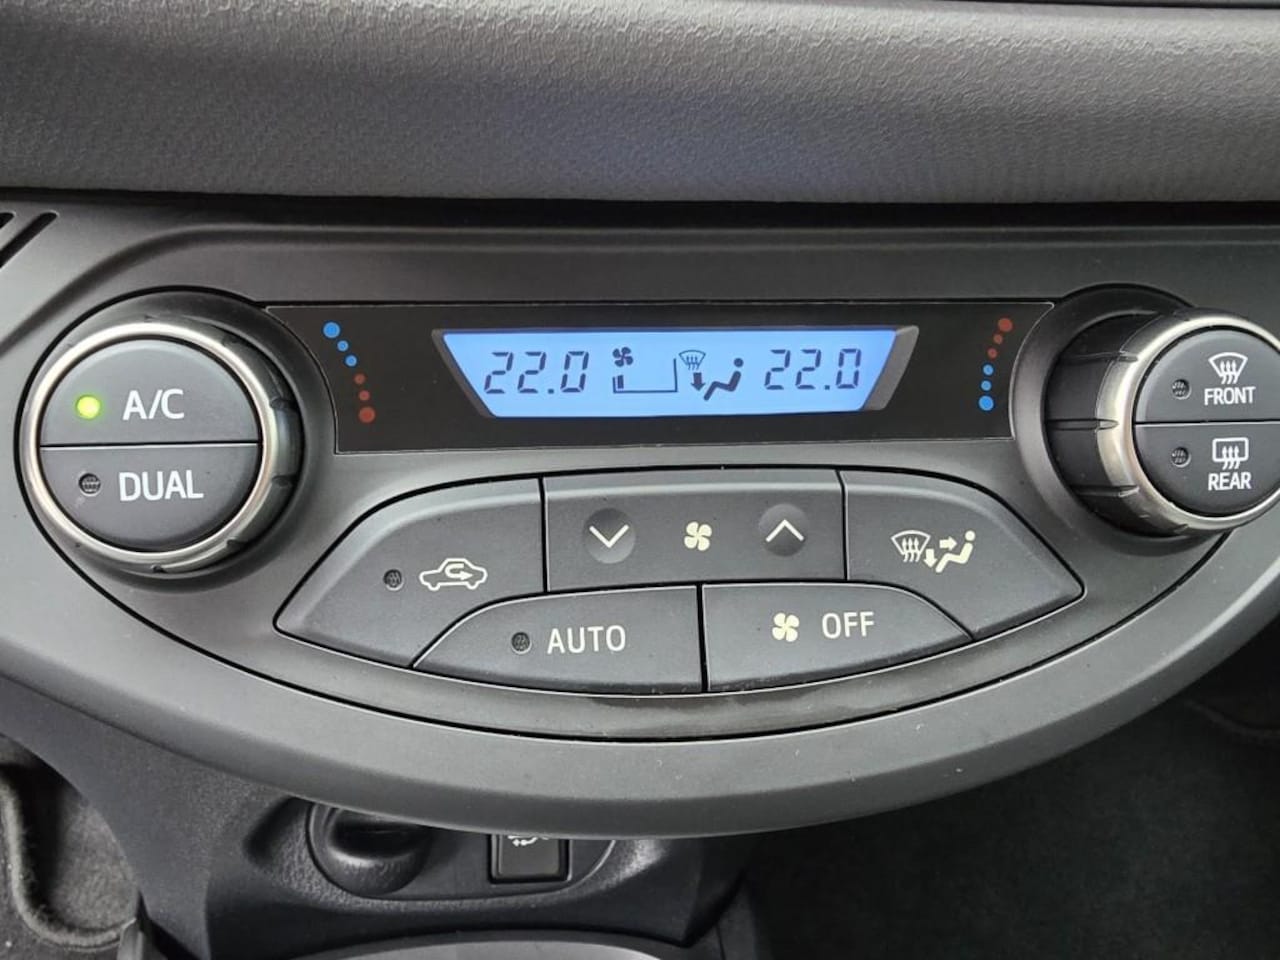 22.0 22.0
A/C
DUAL
FRONT
REAR
AUTO
OFF